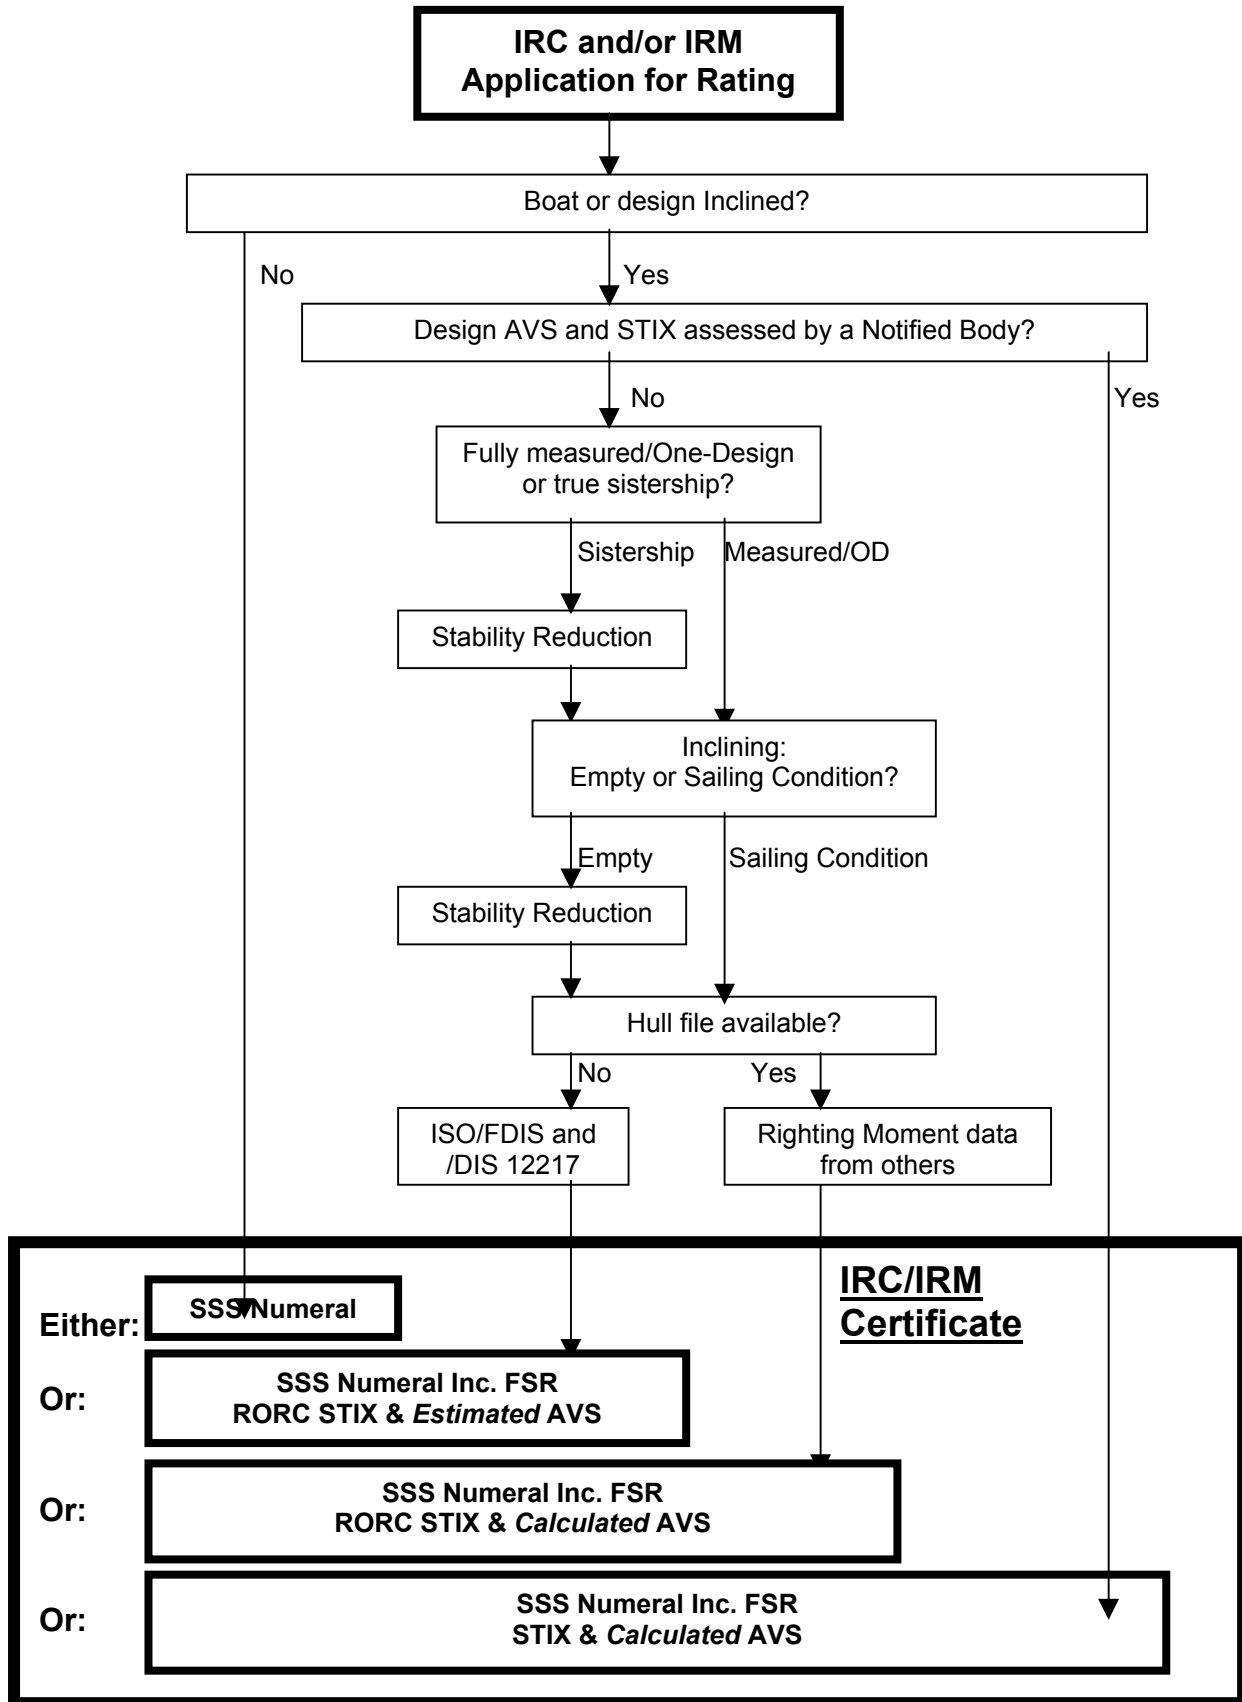 IRC and/or IRM
Application for Rating
Boat or design Inclined?
No
Yes
Design AVS and STIX assessed by a Notified Body?
No
Yes
Fully measured/One-Design
or true sistership?
Sistership
Measured/OD
Stability Reduction
Inclining:
Empty or Sailing Condition?
Empty
Sailing Condition
Stability Reduction
Hull file available?
No
Yes
ISO/FDIS and
/DIS 12217
Righting Moment data
from others
IRC/IRM
Certificate
Either:
SSS Numeral
Or:
SSS Numeral Inc. FSR
RORC STIX & Estimated AVS
Or:
SSS Numeral Inc. FSR
RORC STIX & Calculated AVS
Or:
SSS Numeral Inc. FSR
STIX & Calculated AVS